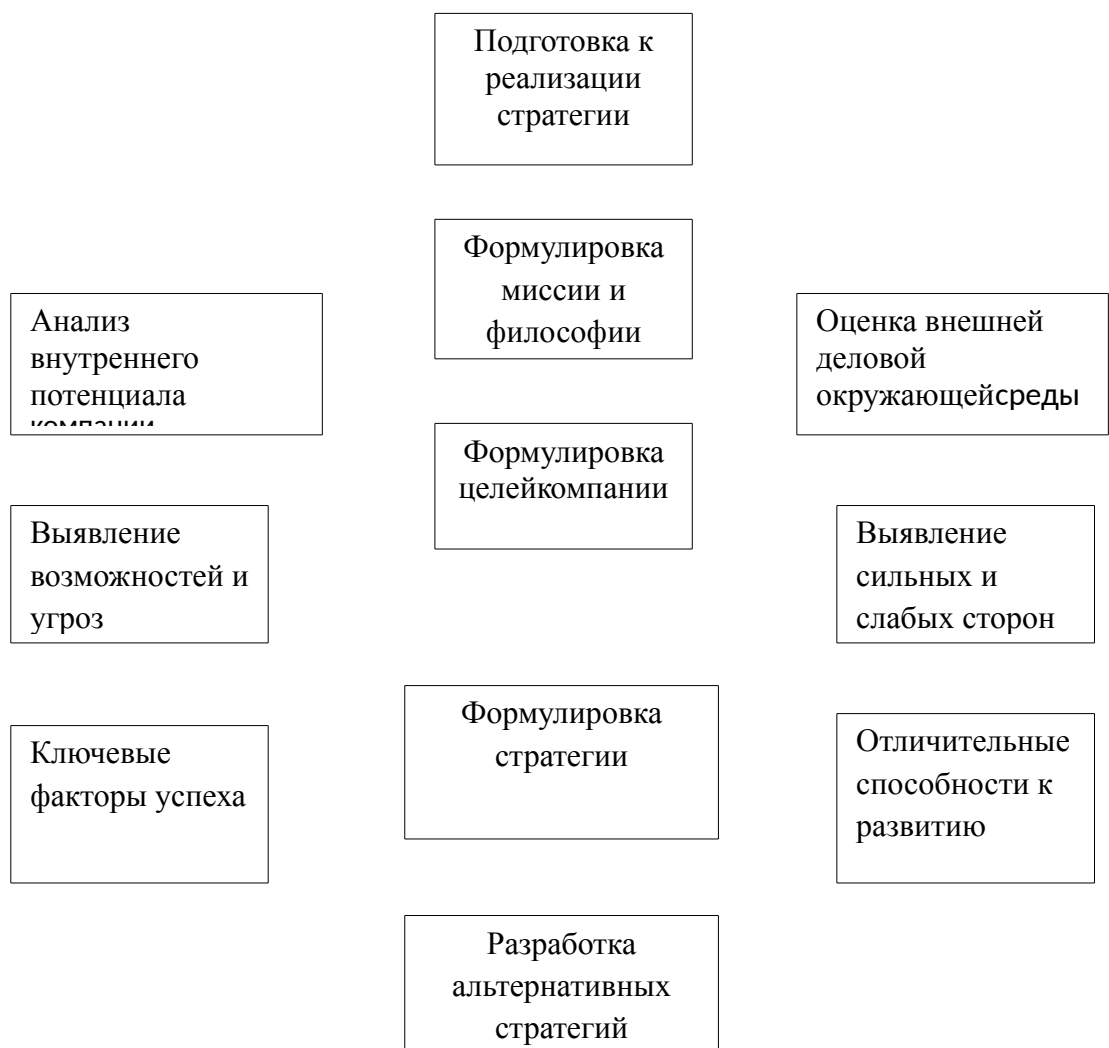 Подготовка к
реализации
стратегии
Формулировка
миссии и
философии
Анализ
внутреннего
потенциала
компании
Оценка внешней
деловой
окружающейсреды
Формулировка
целейкомпании
Выявление
возможностей и
угроз
Выявление
сильных и
слабых сторон
Формулировка
стратегии
Ключевые
факторы успеха
Отличительные
способности к
развитию
Разработка
альтернативных
стратегий